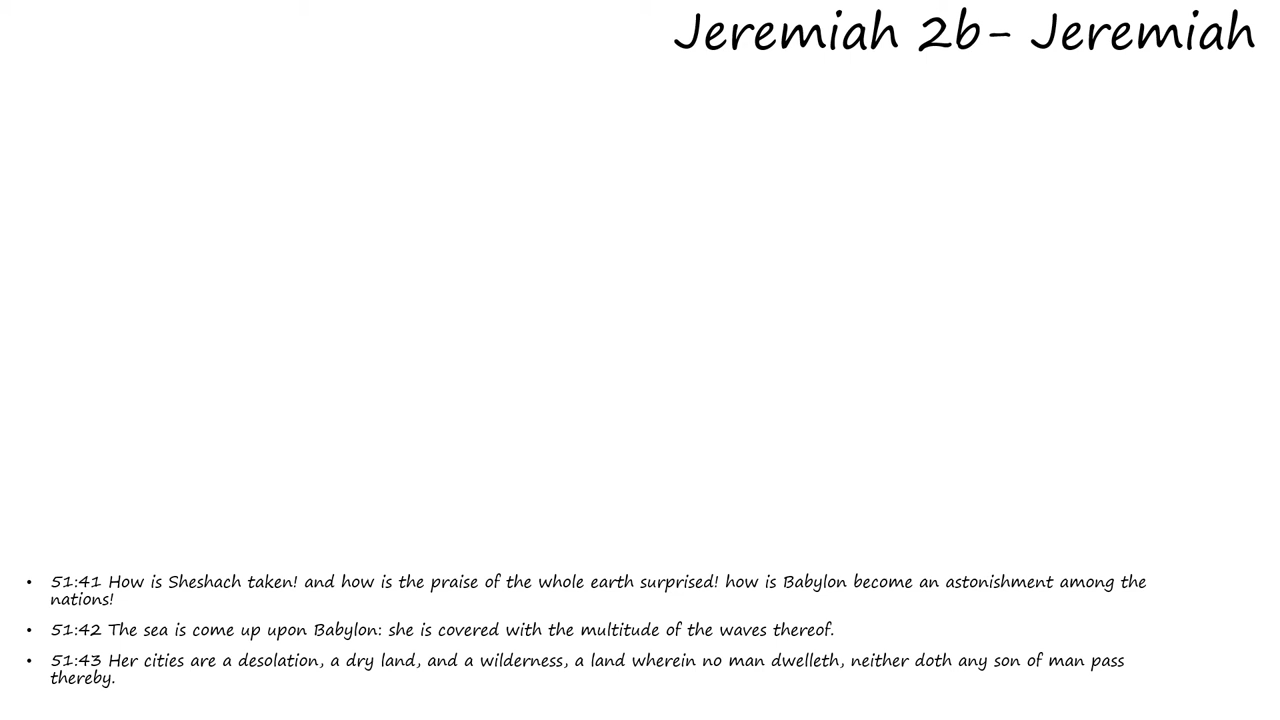 Jeremiah 2b- Jeremiah
• 51:41 How is Sheshach taken! and how is the praise of the whole earth surprised! how is Babylon become an astonishment among the
nations!
• 51:42 The sea is come up upon Babylon: she is covered with the multitude of the waves thereof.
• 51:43 Her cities are a desolation, a dry land, and a wilderness, a land wherein no man dwelleth, neither doth any son of man pass
thereby.